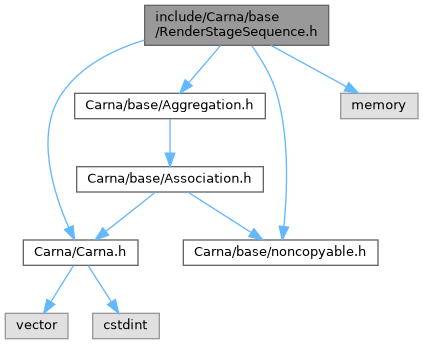 include/Carna/base
/RenderStageSequence.h
Carna/base/Aggregation.h
memory
Carna/base/Association.h
Carna/Carna.h
Carna/base/noncopyable.h
vector
cstdint